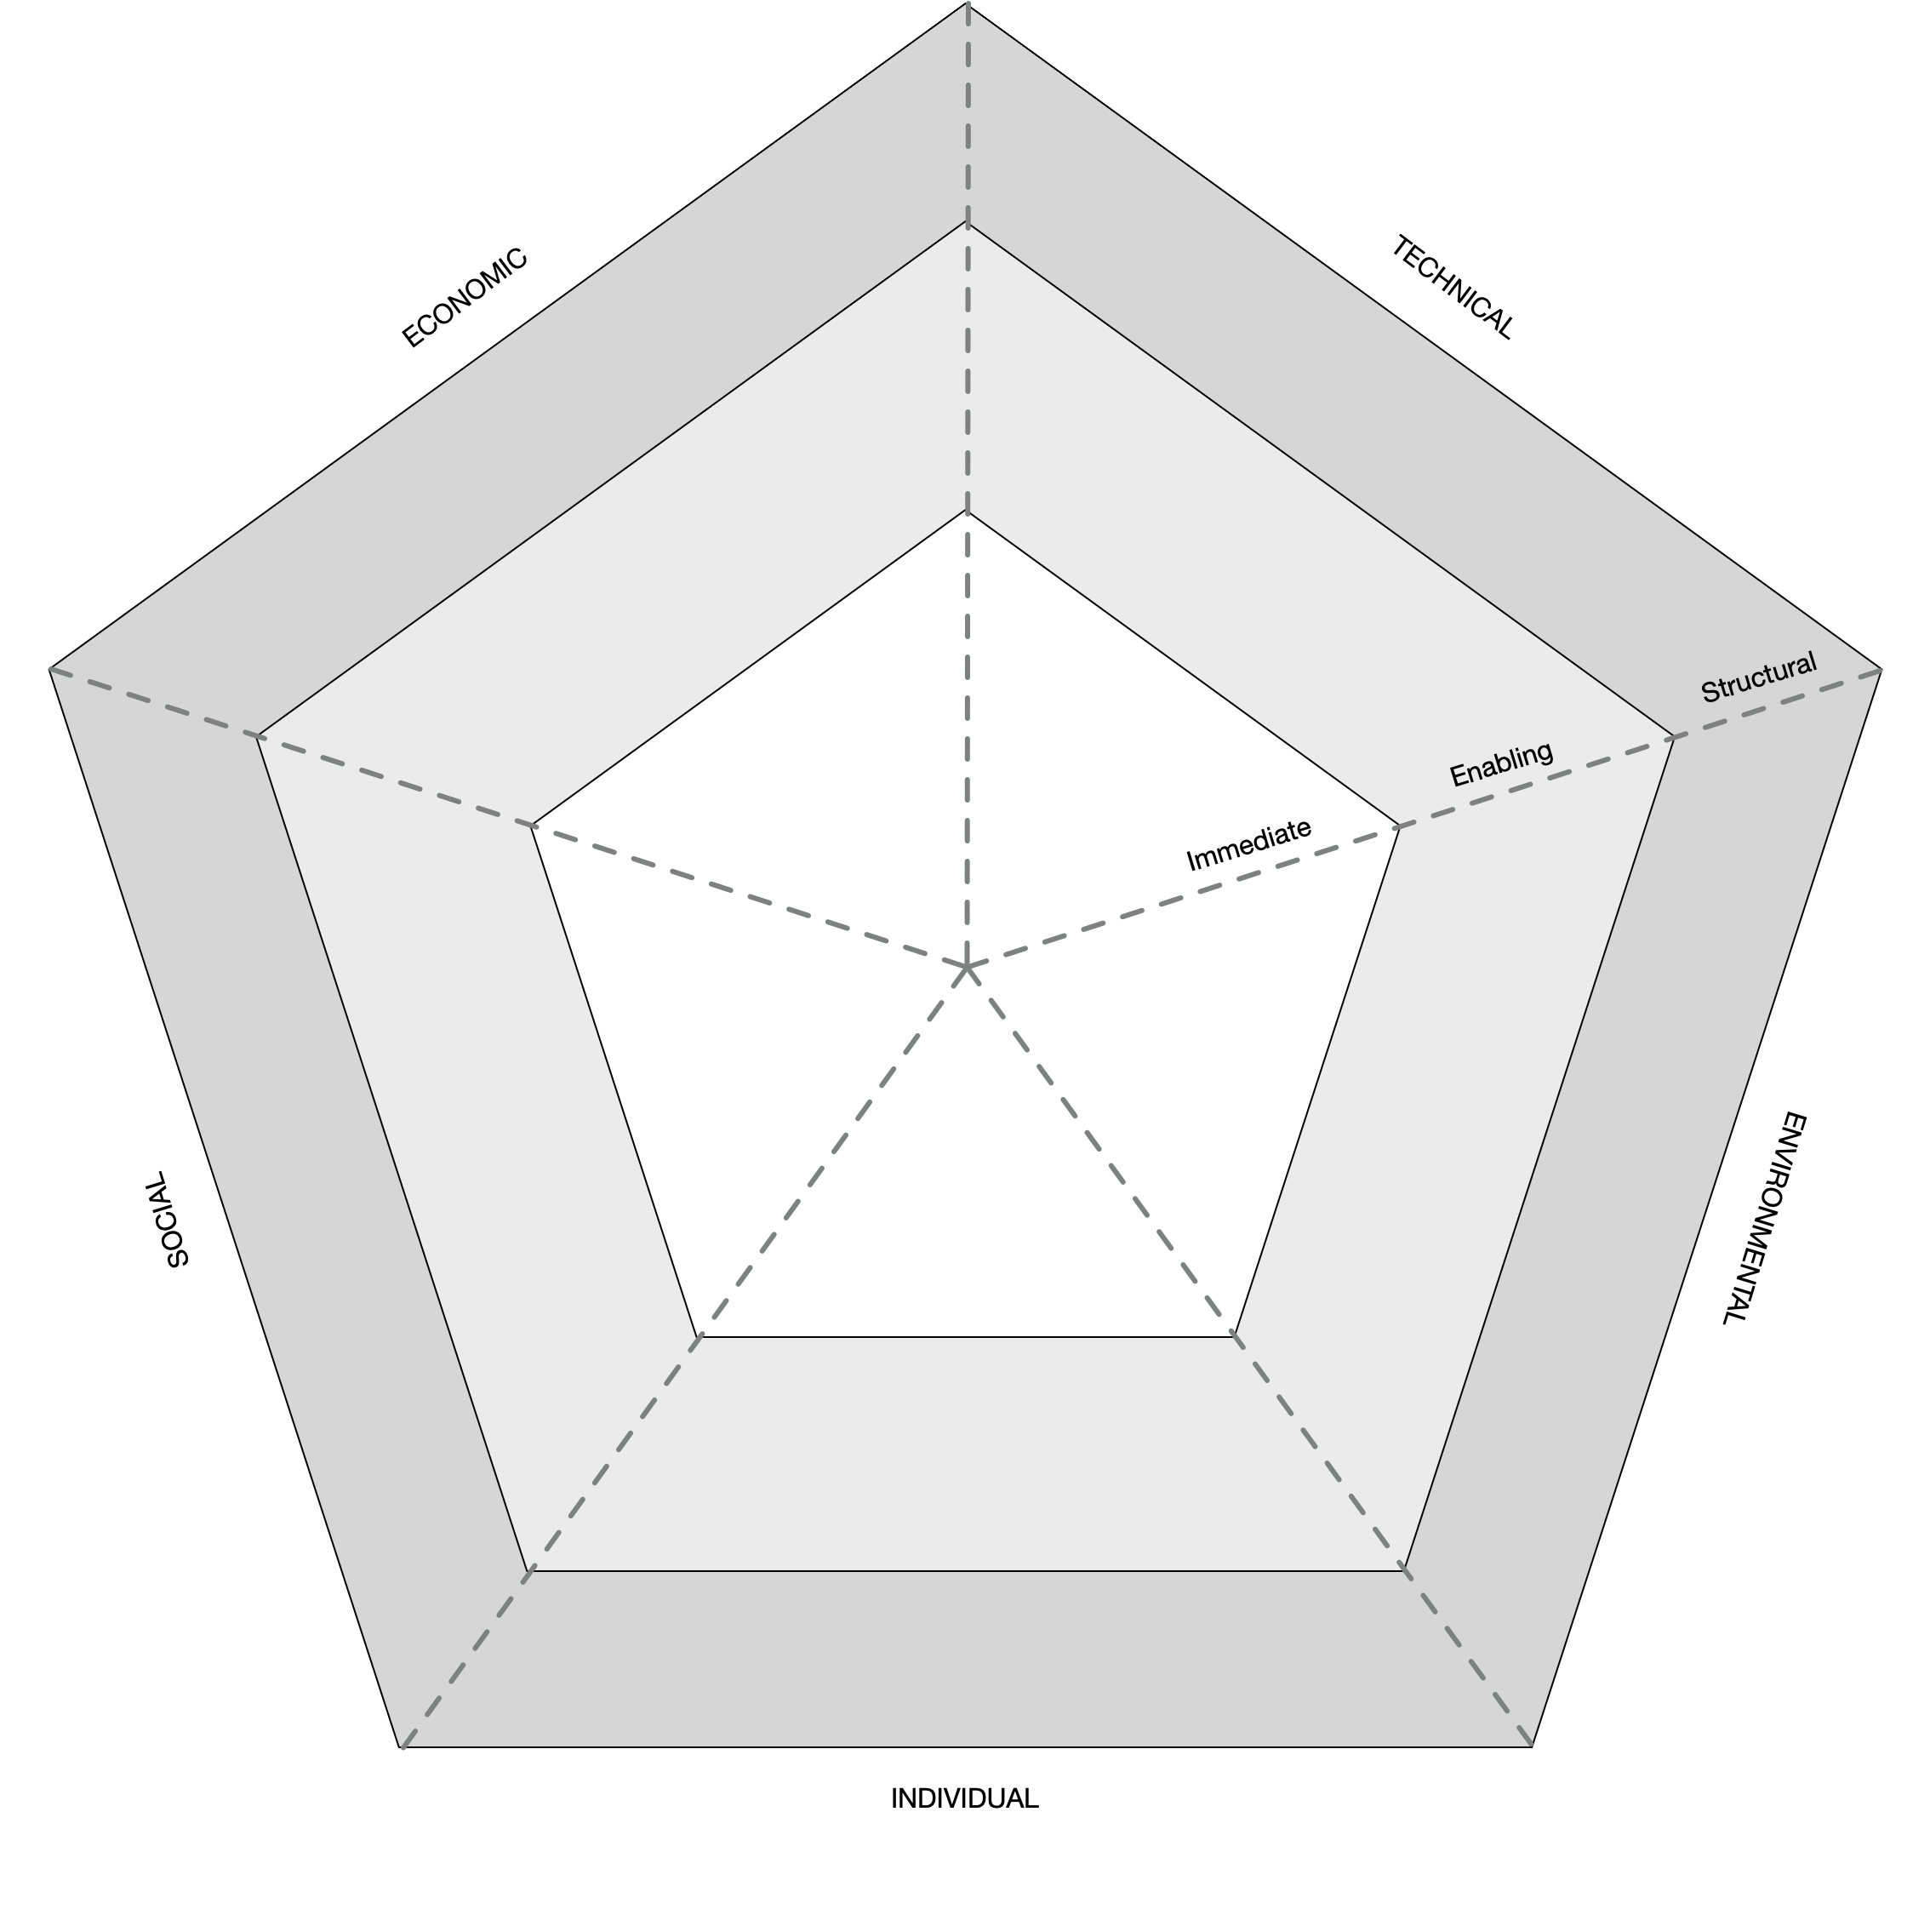 ECONOMIC
TECHNICAL
Structural
Enabling
Immediate
ENVIRONMENTAL
SOCIAL
INDIVIDUAL